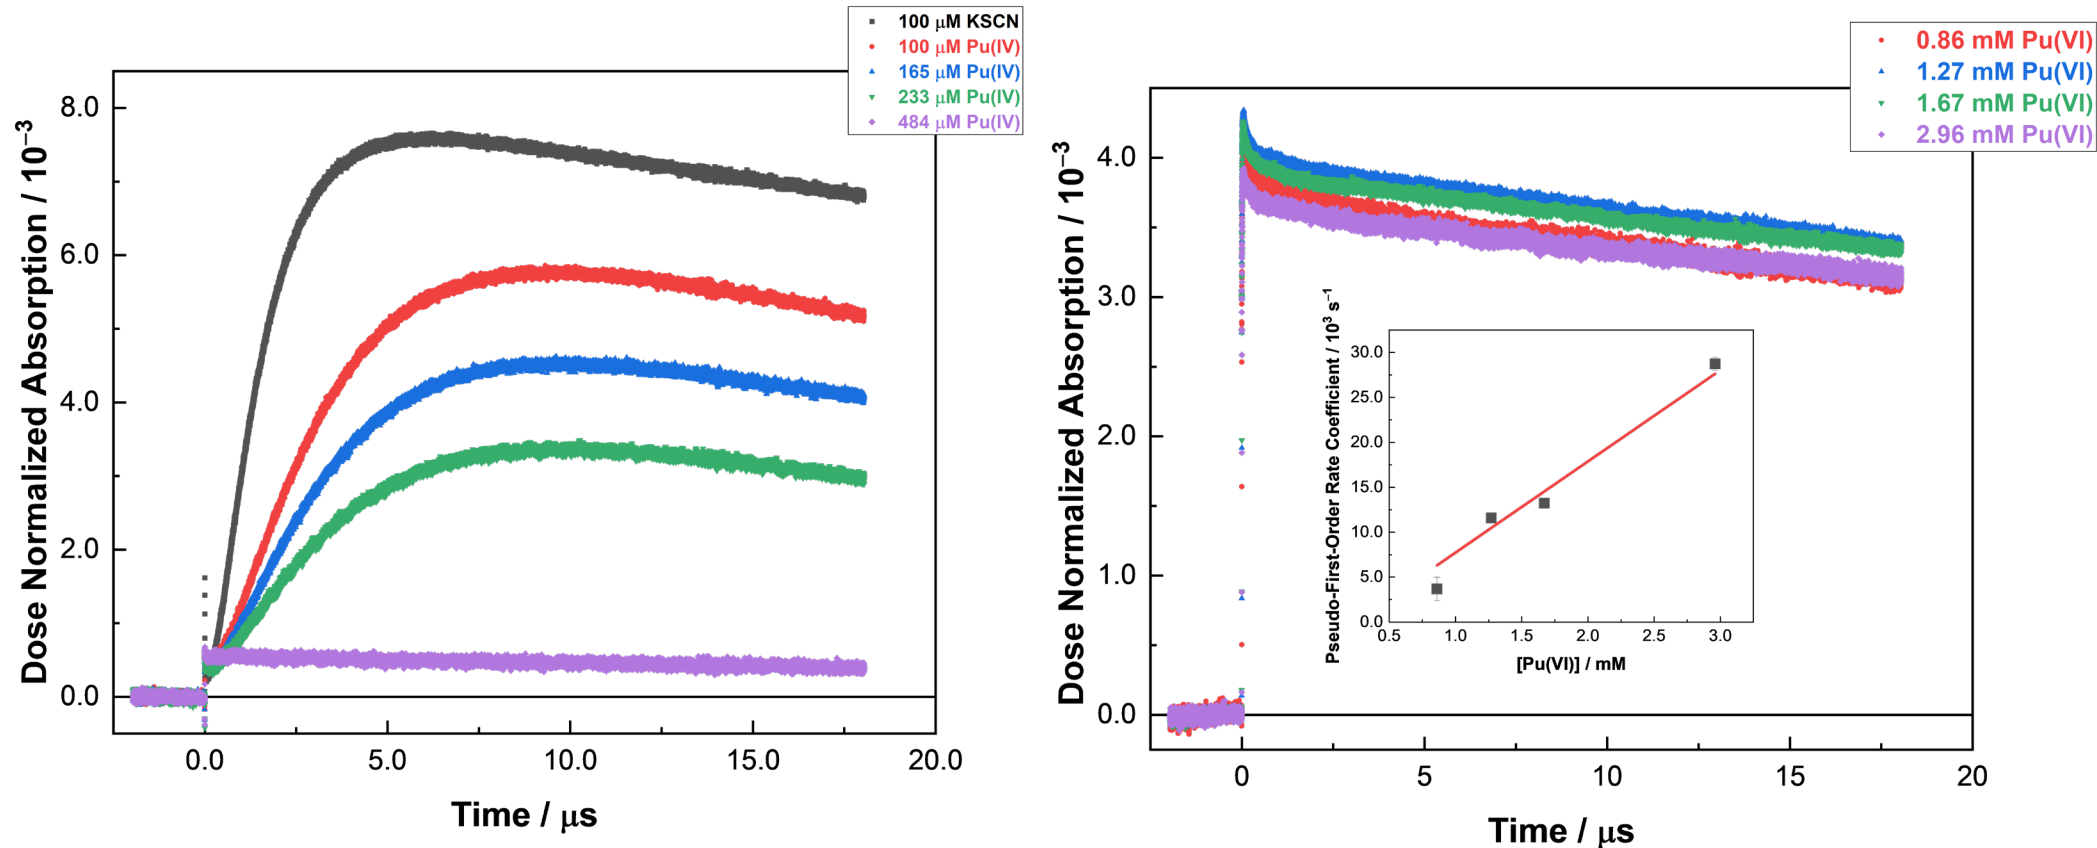 100 μM KSCN
100 μM Pu(IV)
165 μM Pu(IV)
233 μM Pu(IV)
484 μM Pu(IV)
Dose Normalized Absorption / 10⁻³
8.0
6.0
4.0
2.0
0.0
0.0 5.0 10.0 15.0 20.0
Time / μs
0.86 mM Pu(VI)
1.27 mM Pu(VI)
1.67 mM Pu(VI)
2.96 mM Pu(VI)
Dose Normalized Absorption / 10⁻³
4.0
3.0
2.0
1.0
0.0
0 5 10 15 20
Time / μs
Pseudo-First-Order Rate Coefficient / 10³ s⁻¹
30.0
25.0
20.0
15.0
10.0
5.0
0.0
0.5 1.0 1.5 2.0 2.5 3.0
[Pu(VI)] / mM